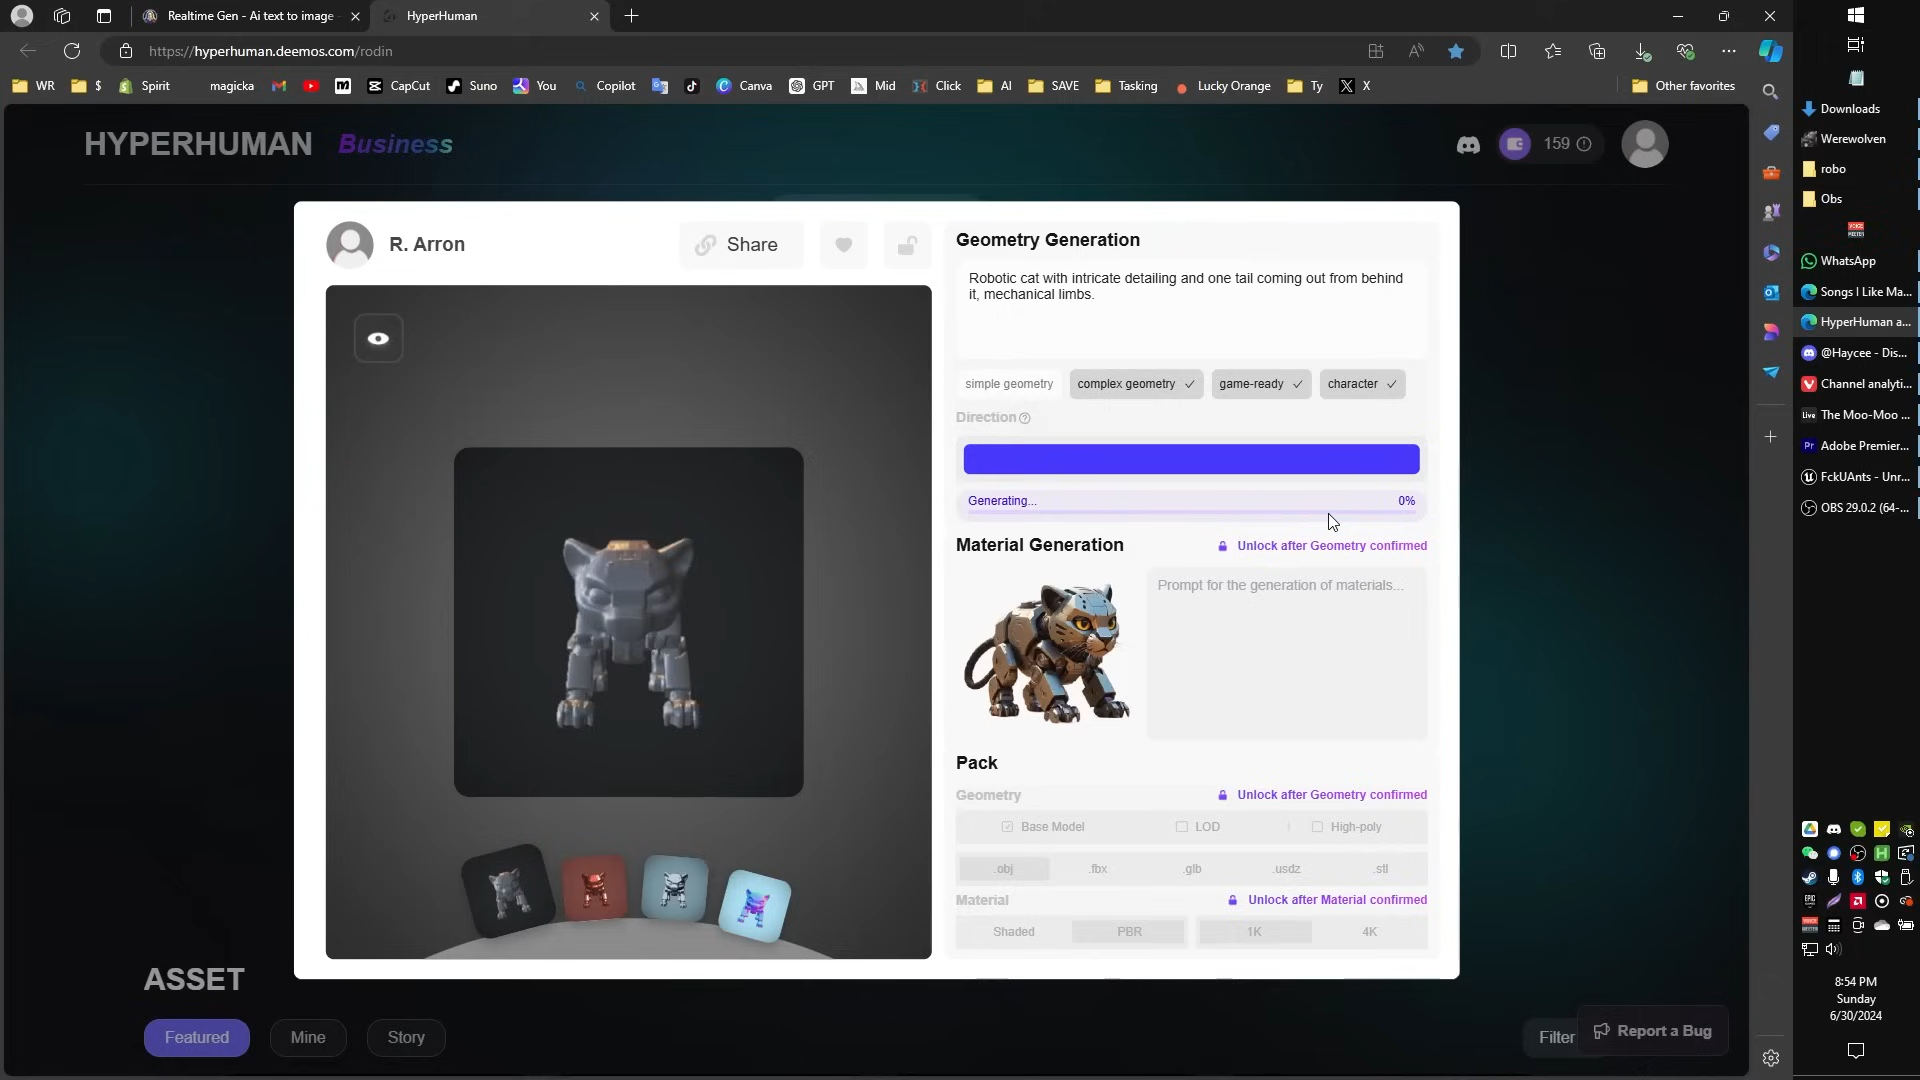 Realtime Gen - Ai text to image
HyperHuman
https://hyperhuman.deemos.com/rodin
WR
$
Spirit
magicka
CapCut
Suno
You
Copilot
Canva
GPT
Mid
Click
AI
SAVE
Tasking
Lucky Orange
Ty
X
Other favorites
HYPERHUMAN
Business
159
R. Arron
Share
Geometry Generation
Robotic cat with intricate detailing and one tail coming out from behind
it, mechanical limbs.
simple geometry
complex geometry
game-ready
character
Direction
Generating...
0%
Material Generation
Unlock after Geometry confirmed
Prompt for the generation of materials...
Pack
Geometry
Unlock after Geometry confirmed
Base Model
LOD
High-poly
.obj
.fbx
.glb
.usdz
.stl
Material
Unlock after Material confirmed
Shaded
PBR
1K
4K
ASSET
Featured
Mine
Story
Filter
Report a Bug
Downloads
Werewolven
robo
Obs
WhatsApp
Songs I Like Ma...
HyperHuman a...
@Haycee - Dis...
Channel analyti...
The Moo-Moo ...
Adobe Premier...
FckUAnts - Unr...
OBS 29.0.2 (64-...
8:54 PM
Sunday
6/30/2024